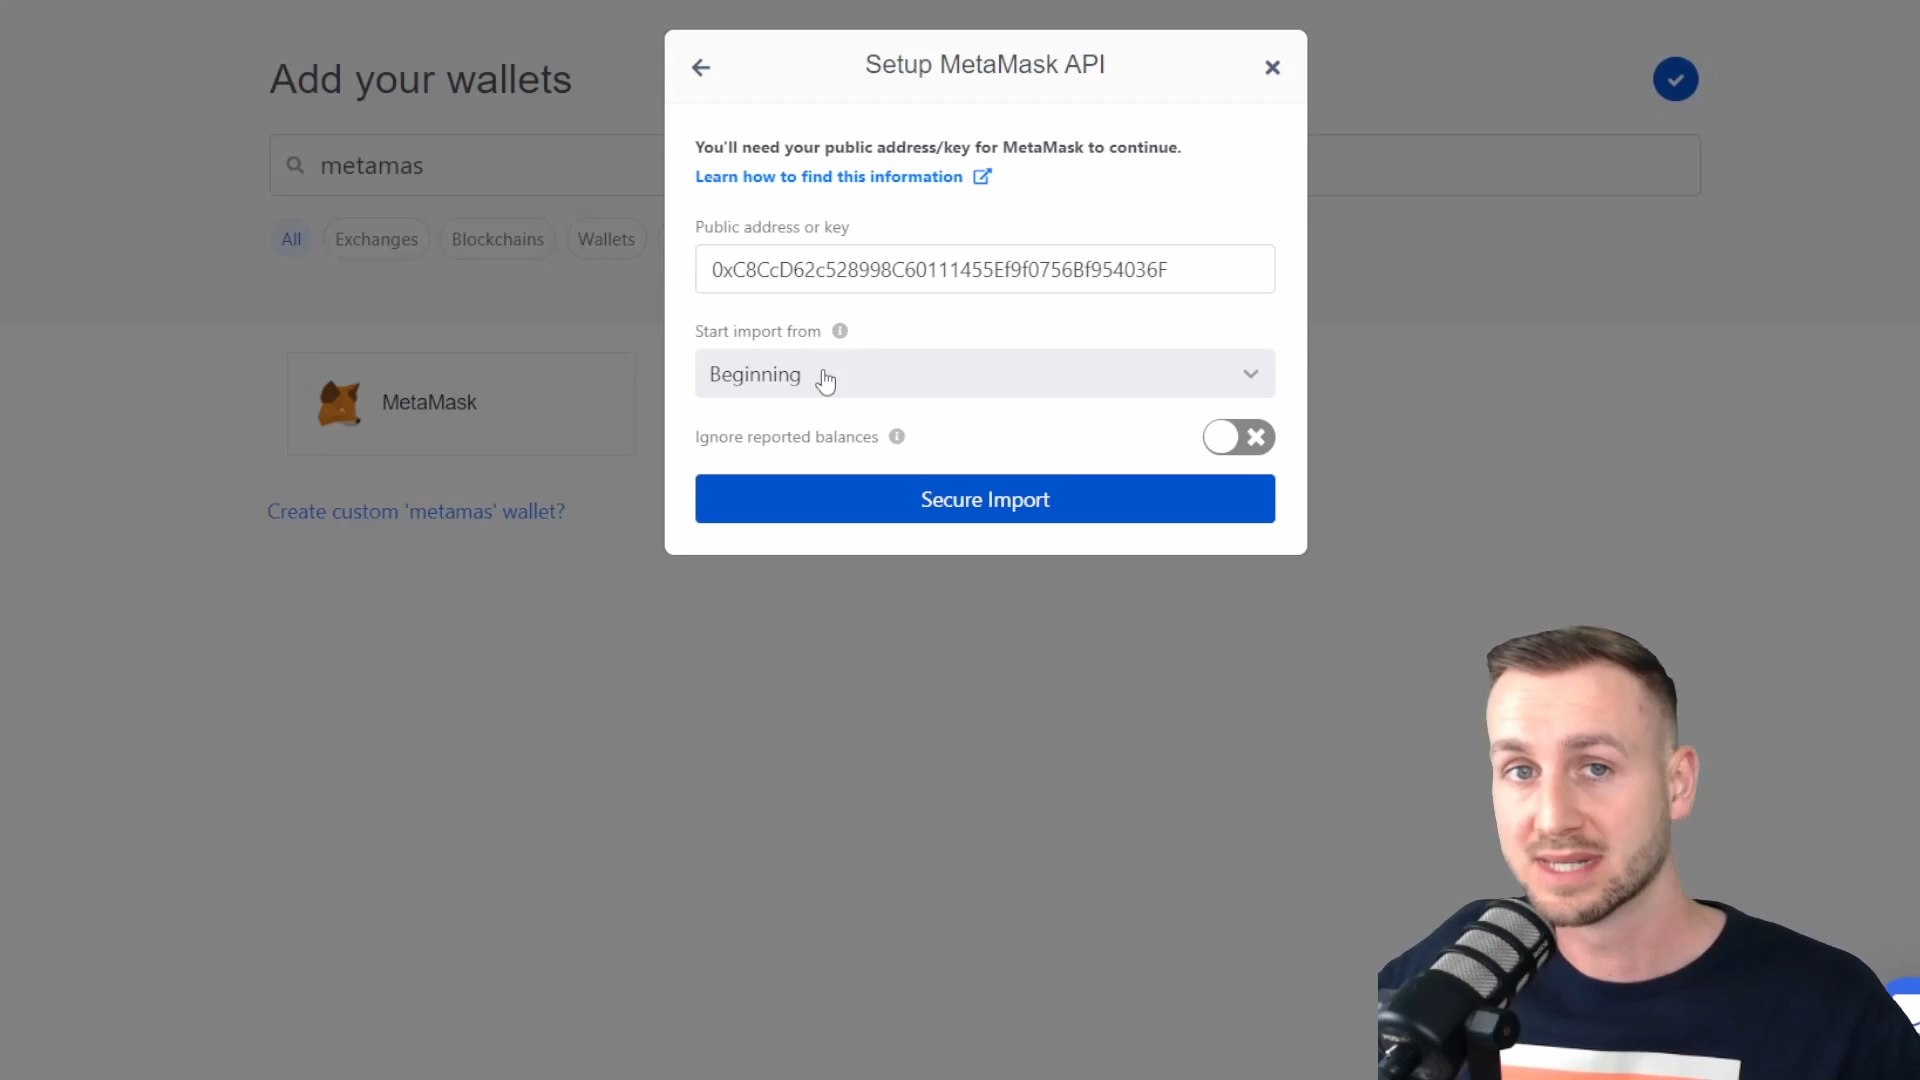 Add your wallets
metamas
All
Exchanges
Blockchains
Wallets
MetaMask
Create custom 'metamas' wallet?
Setup MetaMask API
You'll need your public address/key for MetaMask to continue.
Learn how to find this information
Public address or key
0xC8CcD62c528998C60111455Ef9f0756Bf954036F
Start import from
Beginning
Ignore reported balances
Secure Import